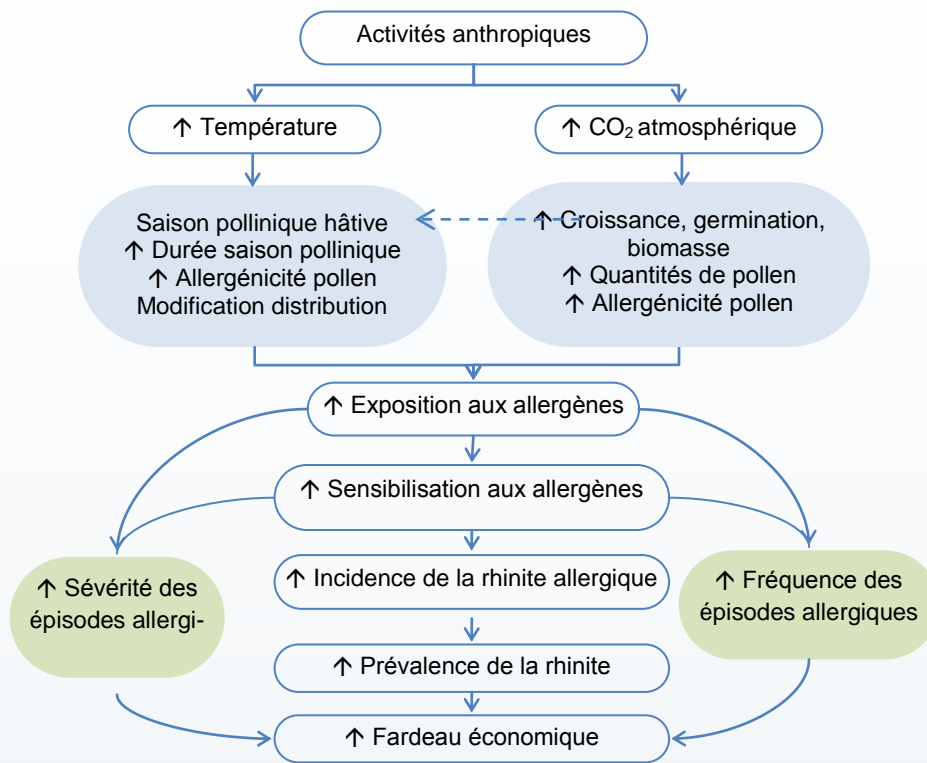 Activités anthropiques
↑ Température
↑ CO₂ atmosphérique
Saison pollinique hâtive
↑ Durée saison pollinique
↑ Allergénicité pollen
Modification distribution
↑ Croissance, germination,
biomasse
↑ Quantités de pollen
↑ Allergénicité pollen
↑ Exposition aux allergènes
↑ Sensibilisation aux allergènes
↑ Sévérité des
épisodes allergi-
↑ Incidence de la rhinite allergique
↑ Fréquence des
épisodes allergiques
↑ Prévalence de la rhinite
↑ Fardeau économique